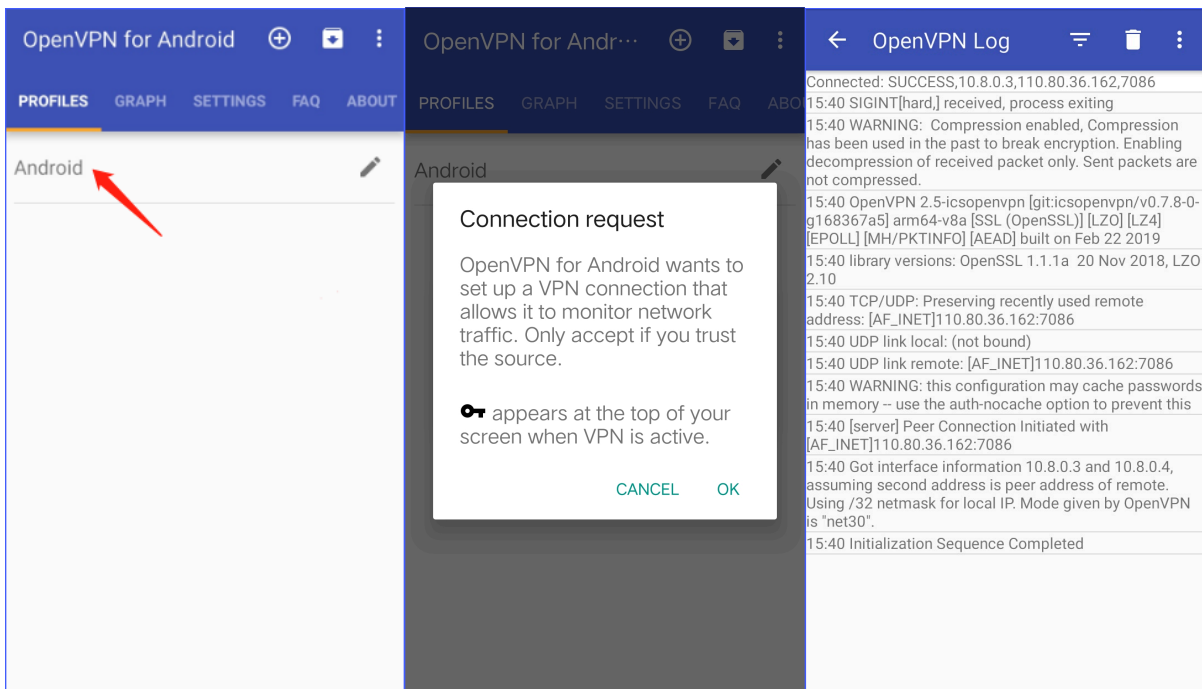 OpenVPN for Android
PROFILES GRAPH SETTINGS FAQ ABOUT
Android
OpenVPN for Andr···
PROFILES GRAPH SETTINGS FAQ ABO
Android
Connection request
OpenVPN for Android wants to
set up a VPN connection that
allows it to monitor network
traffic. Only accept if you trust
the source.
appears at the top of your
screen when VPN is active.
CANCEL OK
OpenVPN Log
Connected: SUCCESS,10.8.0.3,110.80.36.162,7086
15:40 SIGINT[hard,] received, process exiting
15:40 WARNING: Compression enabled, Compression
has been used in the past to break encryption. Enabling
decompression of received packet only. Sent packets are
not compressed.
15:40 OpenVPN 2.5-icsopenvpn [git:icsopenvpn/v0.7.8-0-
g168367a5] arm64-v8a [SSL (OpenSSL)] [LZO] [LZ4]
[EPOLL] [MH/PKTINFO] [AEAD] built on Feb 22 2019
15:40 library versions: OpenSSL 1.1.1a 20 Nov 2018, LZO
2.10
15:40 TCP/UDP: Preserving recently used remote
address: [AF_INET]110.80.36.162:7086
15:40 UDP link local: (not bound)
15:40 UDP link remote: [AF_INET]110.80.36.162:7086
15:40 WARNING: this configuration may cache passwords
in memory -- use the auth-nocache option to prevent this
15:40 [server] Peer Connection Initiated with
[AF_INET]110.80.36.162:7086
15:40 Got interface information 10.8.0.3 and 10.8.0.4,
assuming second address is peer address of remote.
Using /32 netmask for local IP. Mode given by OpenVPN
is "net30".
15:40 Initialization Sequence Completed